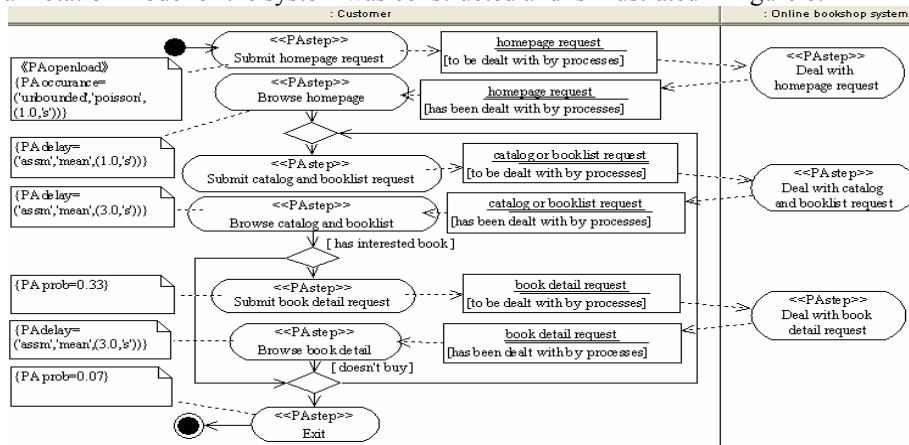 : Customer
: Online bookshop system
<<PAstep>>
Submit homepage request
homepage request
[to be dealt with by processes]
<<PAstep>>
Deal with
homepage request
《PAopenload》
{PAoccurance=
('unbounded','poisson',
(1.0,'s'))}
<<PAstep>>
Browse homepage
homepage request
[has been dealt with by processes]
{PAdelay=
('assm','mean',(1.0,'s'))}
<<PAstep>>
Submit catalog and booklist request
catalog or booklist request
[to be dealt with by processes]
<<PAstep>>
Deal with catalog
and booklist request
{PAdelay=
('assm','mean',(3.0,'s'))}
<<PAstep>>
Browse catalog and booklist
catalog or booklist request
[has been dealt with by processes]
[ has interested book ]
{PAprob=0.33}
<<PAstep>>
Submit book detail request
book detail request
[to be dealt with by processes]
<<PAstep>>
Deal with book
detail request
{PAdelay=
('assm','mean',(3.0,'s'))}
<<PAstep>>
Browse book detail
book detail request
[has been dealt with by processes]
[ doesn't buy ]
{PAprob=0.07}
<<PAstep>>
Exit